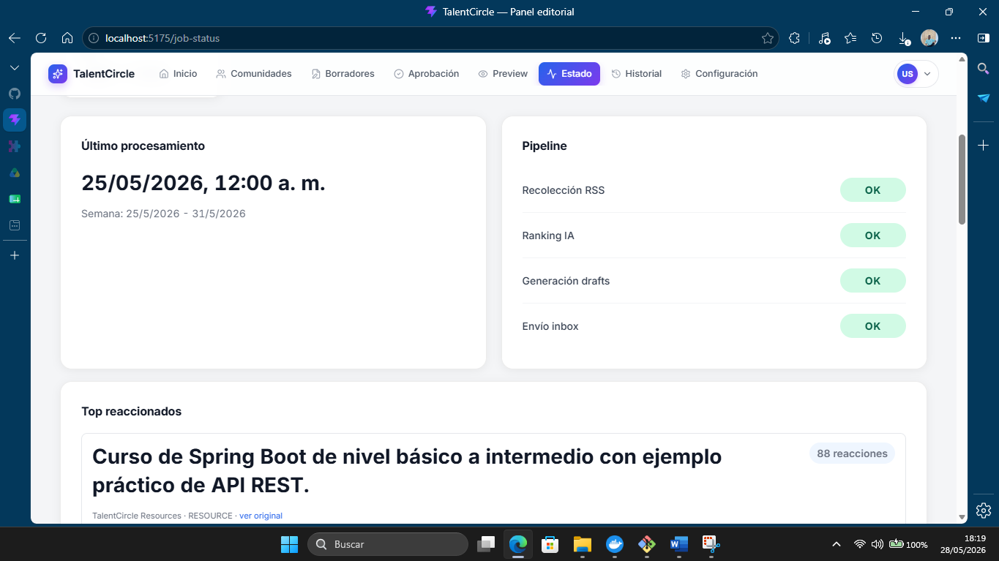 TalentCircle — Panel editorial
localhost:5175/job-status
TalentCircle
Inicio
Comunidades
Borradores
Aprobación
Preview
Estado
Historial
Configuración
US
Último procesamiento
25/05/2026, 12:00 a. m.
Semana: 25/5/2026 - 31/5/2026
Pipeline
Recolección RSS
OK
Ranking IA
OK
Generación drafts
OK
Envío inbox
OK
Top reaccionados
Curso de Spring Boot de nivel básico a intermedio con ejemplo
práctico de API REST.
88 reacciones
TalentCircle Resources · RESOURCE · ver original
Buscar
100%
18:19
28/05/2026